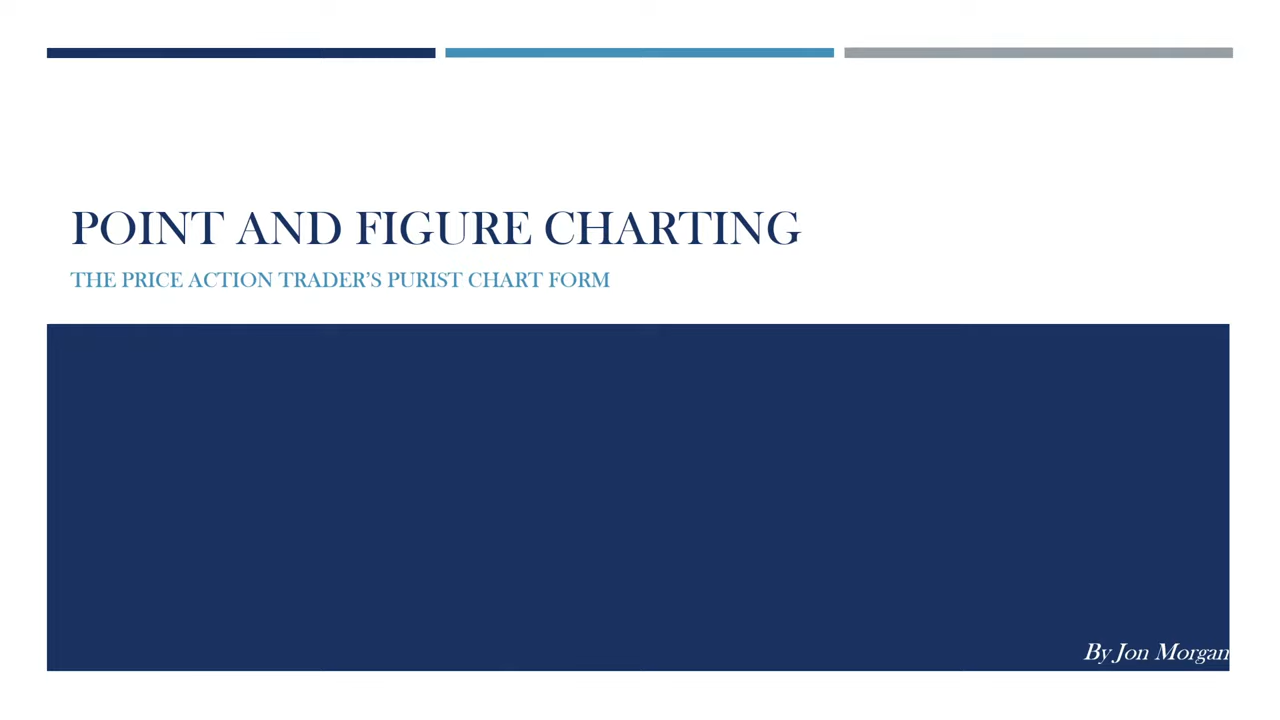 POINT AND FIGURE CHARTING
THE PRICE ACTION TRADER’S PURIST CHART FORM
By Jon Morgan